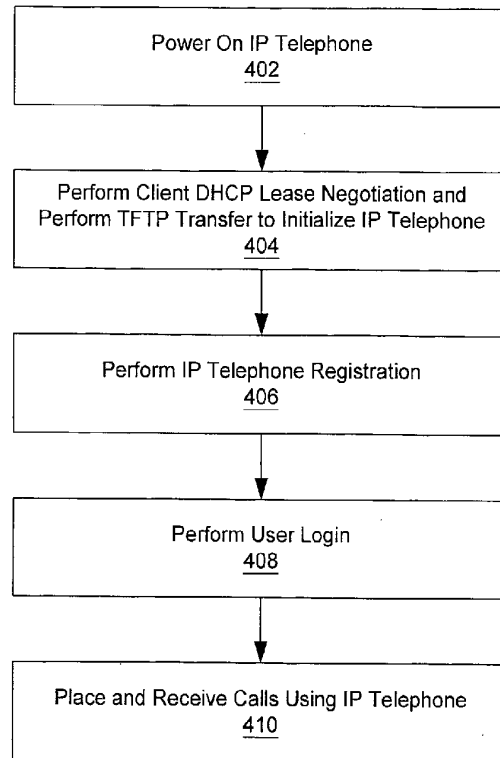 Power On IP Telephone
402
Perform Client DHCP Lease Negotiation and
Perform TFTP Transfer to Initialize IP Telephone
404
Perform IP Telephone Registration
406
Perform User Login
408
Place and Receive Calls Using IP Telephone
410